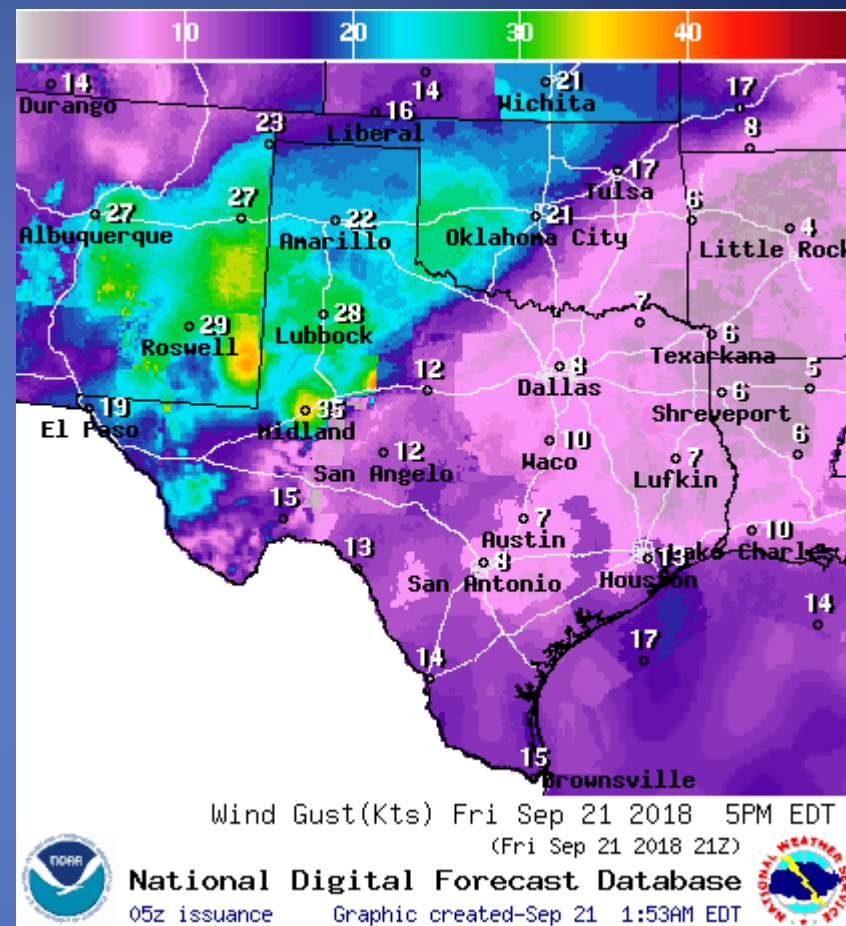 10 20 30 40
14 14 21 17
Durango Wichita
16
Liberal
23 8
17
Tulsa
27 27 22 21 6 4
Albuquerque Amarillo Oklahoma City Little Rock
29 28 7
Roswell Lubbock 6
Texarkana
12 8 6 5
Dallas
19 35 Shreveport
El Paso Midland
12 10 7 6
San Angelo Waco Lufkin
15 7 10
Austin
13 8 13 Lake Charles
San Antonio Houston
14
17
14
15
Brownsville
Wind Gust(Kts) Fri Sep 21 2018 5PM EDT
(Fri Sep 21 2018 21Z)
NOAA National Digital Forecast Database NATIONAL WEATHER SERVICE
05z issuance Graphic created-Sep 21 1:53AM EDT